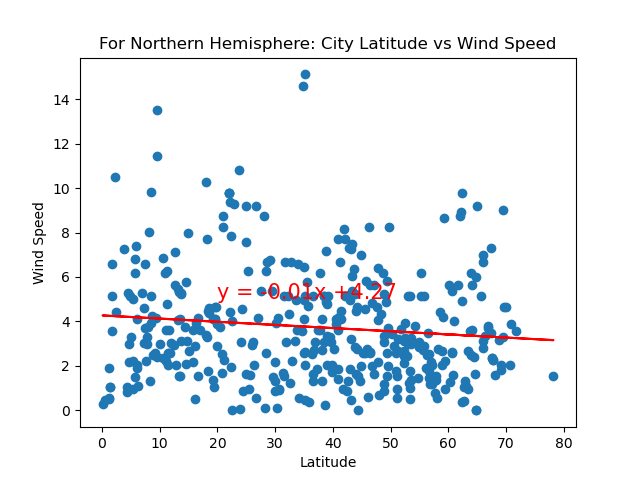 For Northern Hemisphere: City Latitude vs Wind Speed
Wind Speed
14
12
10
8
6
4
2
0
y = -0.01x +4.27
0 10 20 30 40 50 60 70 80
Latitude